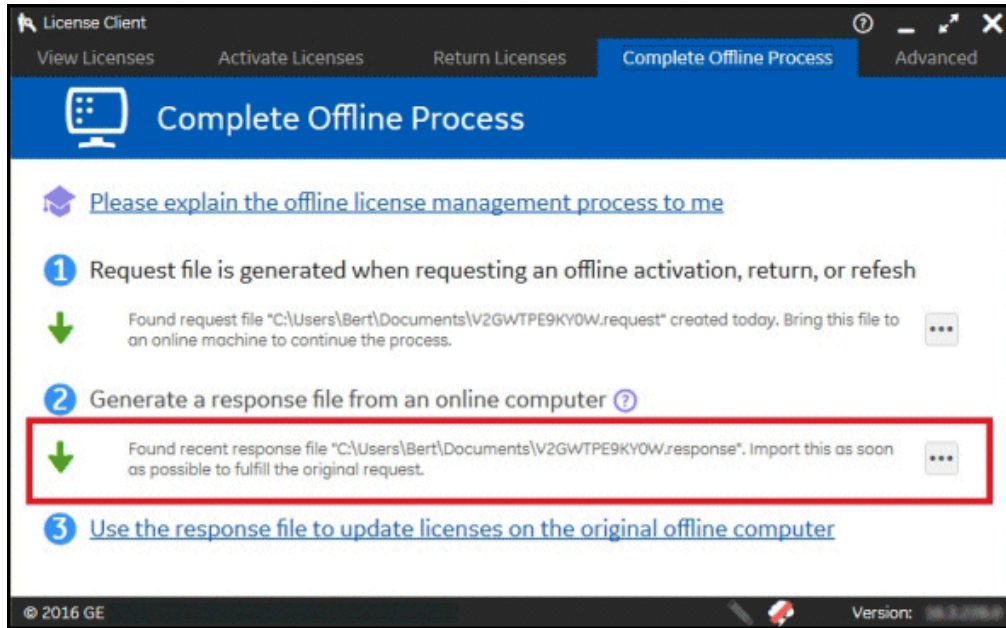 License Client
View Licenses Activate Licenses Return Licenses Complete Offline Process Advanced
Complete Offline Process
Please explain the offline license management process to me
1 Request file is generated when requesting an offline activation, return, or refesh
Found request file "C:\Users\Bert\Documents\V2GWTPE9KY0W.request" created today. Bring this file to
an online machine to continue the process.
2 Generate a response file from an online computer ?
Found recent response file "C:\Users\Bert\Documents\V2GWTPE9KY0W.response". Import this as soon
as possible to fulfill the original request.
3 Use the response file to update licenses on the original offline computer
© 2016 GE Version: